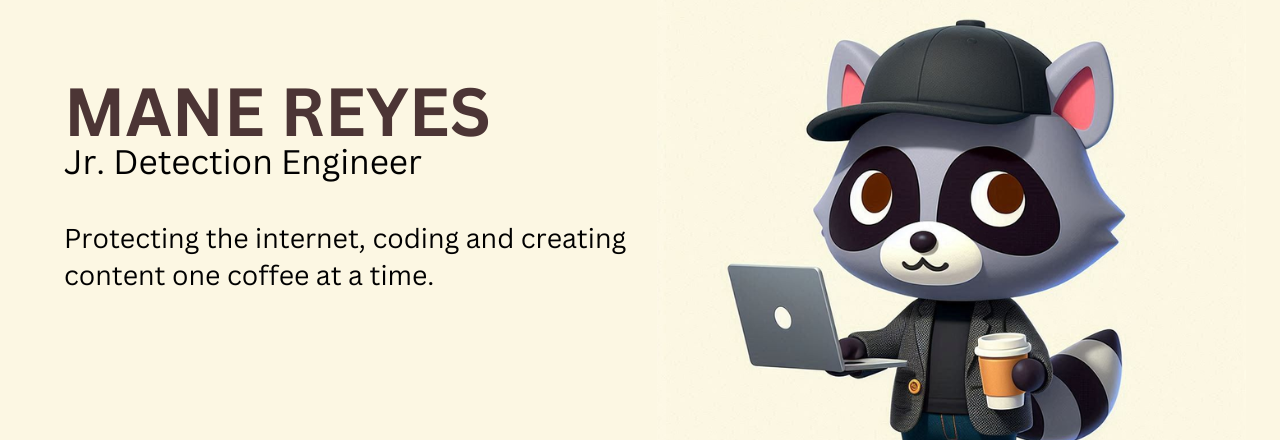 MANE REYES
Jr. Detection Engineer
Protecting the internet, coding and creating
content one coffee at a time.